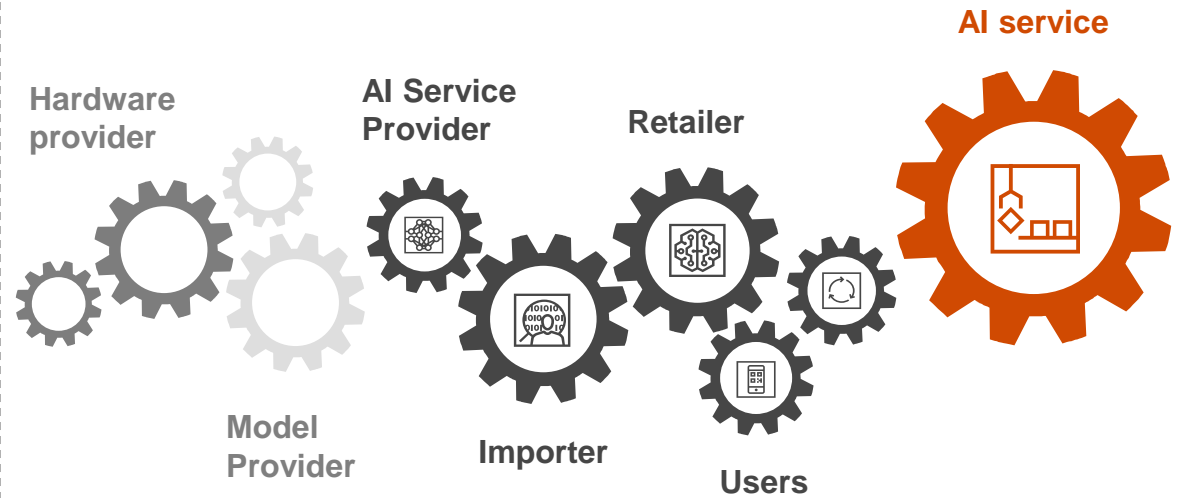 AI service
Hardware
provider
AI Service
Provider
Retailer
Model
Provider
Importer
Users